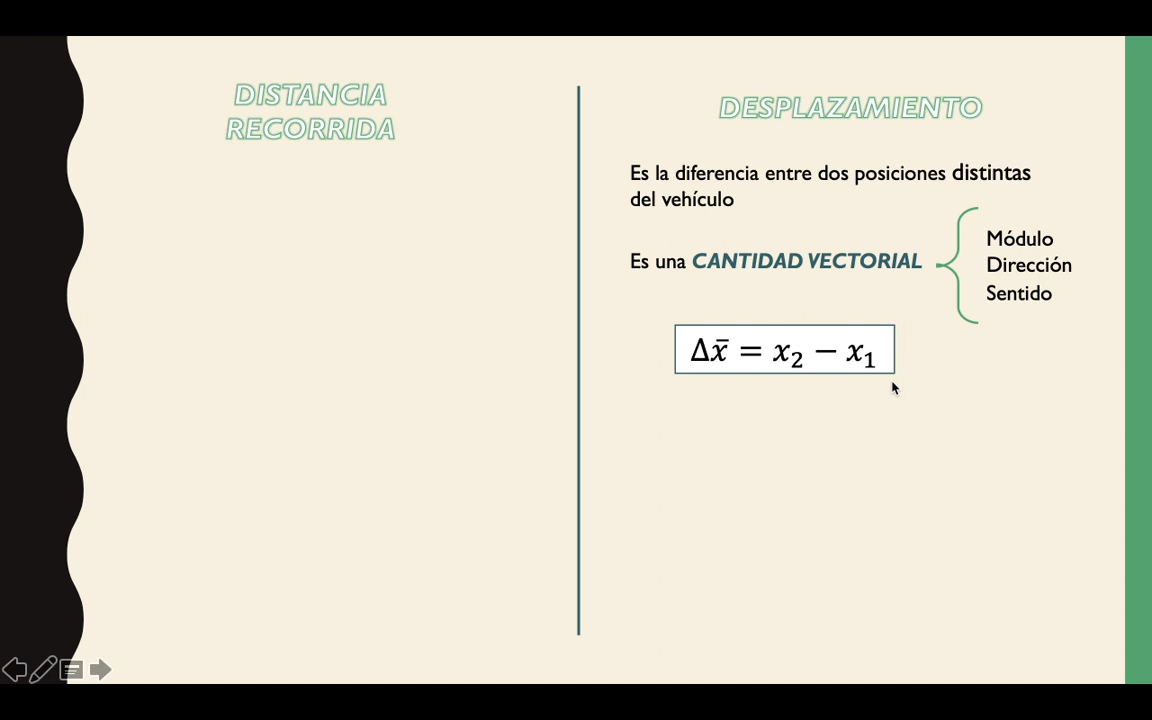 DISTANCIA
RECORRIDA
DESPLAZAMIENTO
Es la diferencia entre dos posiciones distintas
del vehículo
Es una CANTIDAD VECTORIAL
Módulo
Dirección
Sentido
Δx̄ = x₂ − x₁